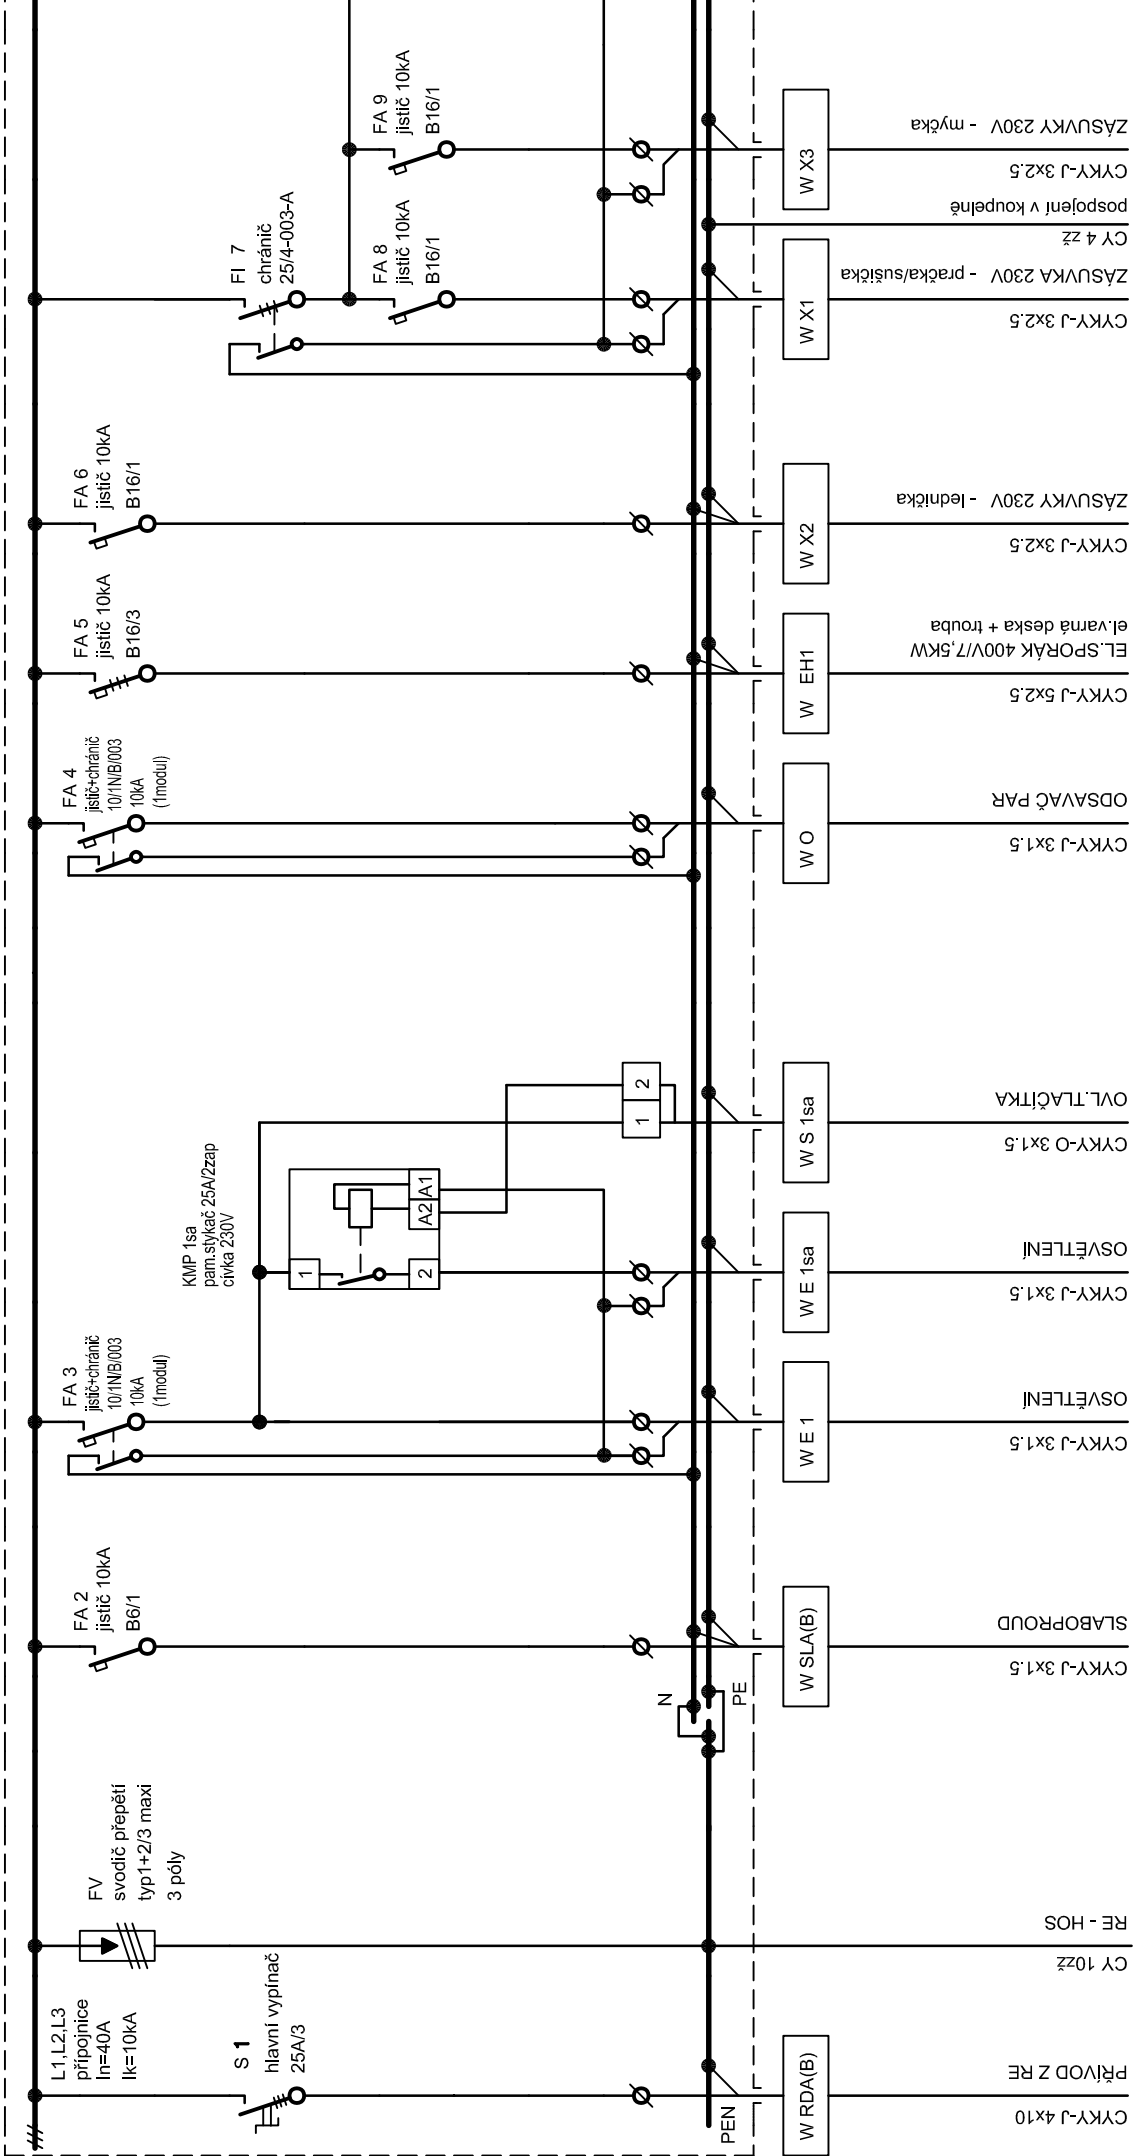 L1,L2,L3
přípojnice
In=40A
Ik=10kA
S 1
hlavní vypínač
25A/3
PEN
W RDA(B)
CYKY-J 4x10
PŘÍVOD Z RE
FV
svodič přepětí
typ1+2/3 maxi
3 póly
CY 10zž
RE - HOS
N
PE
FA 2
jistič 10kA
B6/1
W SLA(B)
CYKY-J 3x1.5
SLABOPROUD
FA 3
jistič+chránič
10/1N/B/003
10kA
(1modul)
W E 1
CYKY-J 3x1.5
OSVĚTLENÍ
KMP 1sa
pam.stykač 25A/2zap
cívka 230V
1
2
A2
A1
W E 1sa
CYKY-J 3x1.5
OSVĚTLENÍ
1
2
W S 1sa
CYKY-O 3x1.5
OVL.TLAČÍTKA
FA 4
jistič+chránič
10/1N/B/003
10kA
(1modul)
W O
CYKY-J 3x1.5
ODSAVAČ PAR
FA 5
jistič 10kA
B16/3
W EH1
CYKY-J 5x2.5
EL.SPORÁK 400V/7,5KW
el.varná deska + trouba
FA 6
jistič 10kA
B16/1
W X2
CYKY-J 3x2.5
ZÁSUVKY 230V - lednička
FI 7
chránič
25/4-003-A
FA 8
jistič 10kA
B16/1
W X1
CYKY-J 3x2.5
ZÁSUVKA 230V - pračka/sušička
CY 4 zž
pospojení v koupelně
FA 9
jistič 10kA
B16/1
W X3
CYKY-J 3x2.5
ZÁSUVKY 230V - myčka